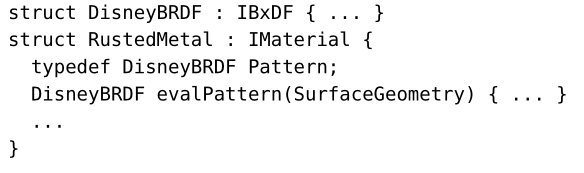 struct DisneyBRDF : IBxDF { ... }
struct RustedMetal : IMaterial {
  typedef DisneyBRDF Pattern;
  DisneyBRDF evalPattern(SurfaceGeometry) { ... }
  ...
}